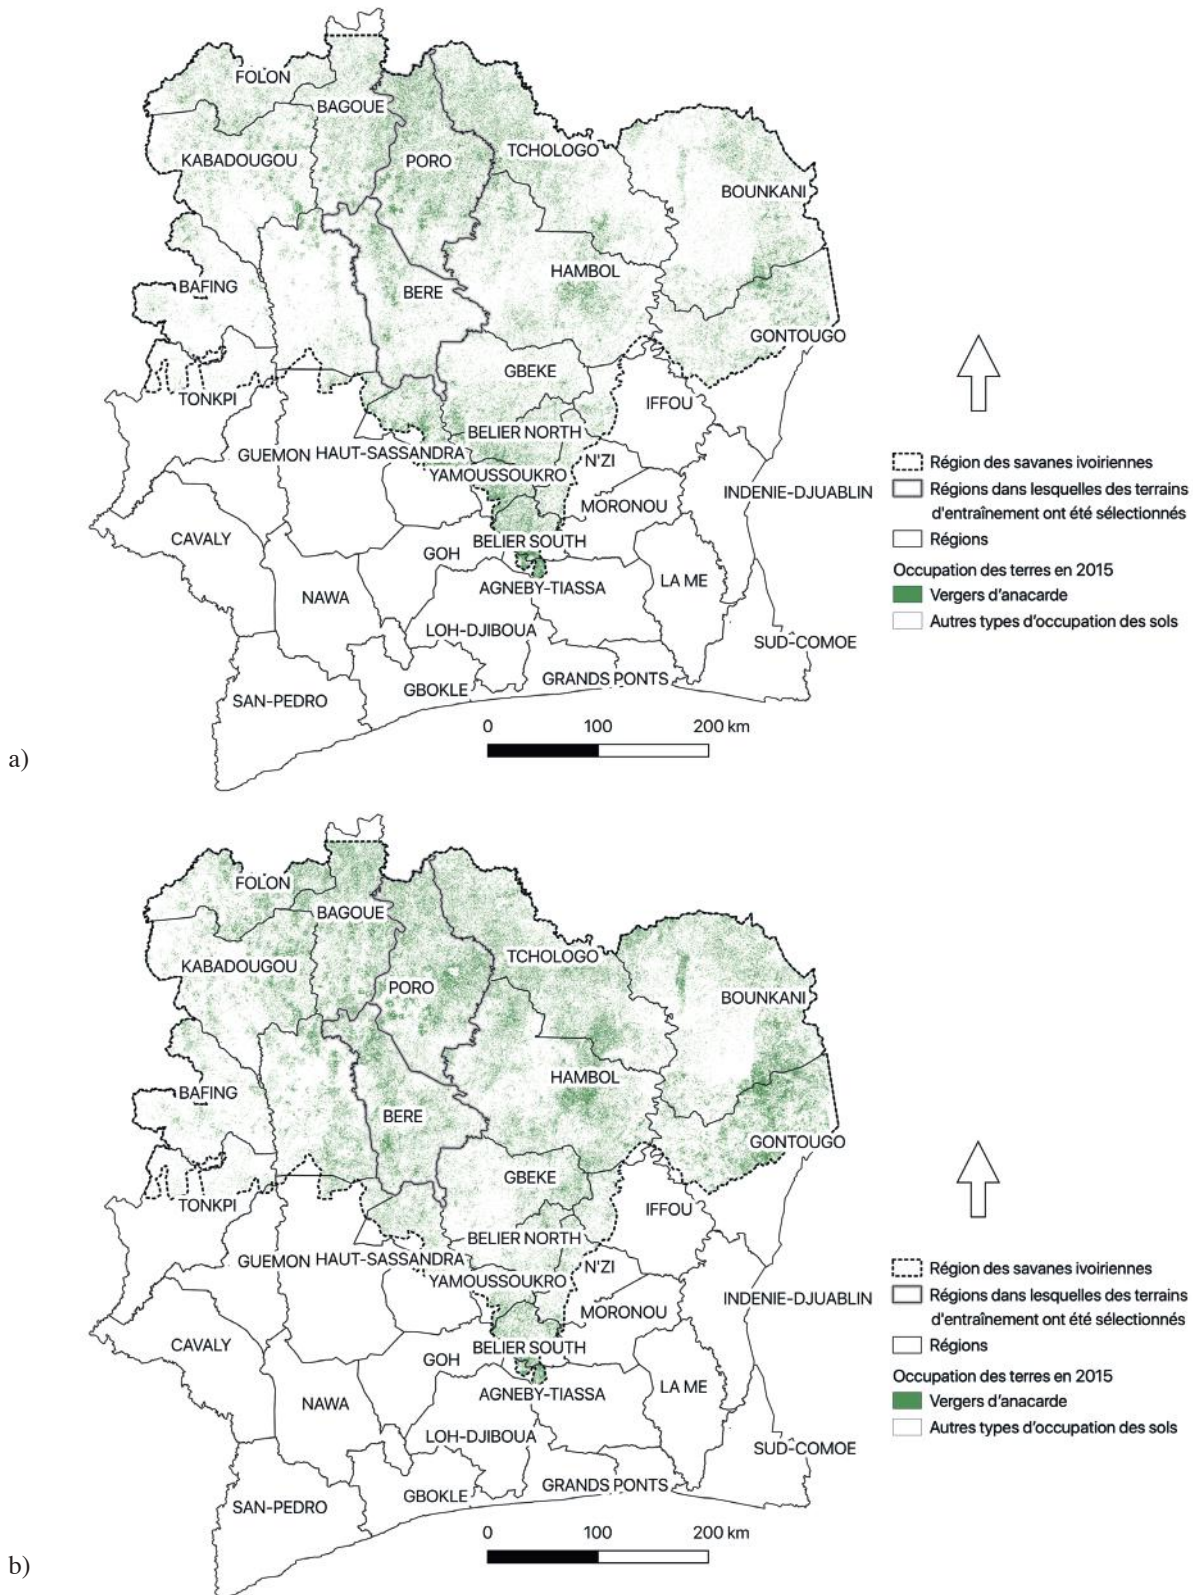 FOLON
BAGOUE
KABADOUGOU
PORO
TCHOLOGO
BOUNKANI
BAFING
HAMBOL
BERE
GONTOUGO
GBEKE
TONKPI
IFFOU
BELIER NORTH
GUEMON
HAUT-SASSANDRA
N'ZI
YAMOUSSOUKRO
INDENIE-DJUABLIN
MORONOU
CAVALY
BELIER SOUTH
GOH
LA ME
AGNEBY-TIASSA
NAWA
LOH-DJIBOUA
SUD-COMOE
GRANDS PONTS
GBOKLE
SAN-PEDRO
Région des savanes ivoiriennes
Régions dans lesquelles des terrains
d'entraînement ont été sélectionnés
Régions
Occupation des terres en 2015
Vergers d'anacarde
Autres types d'occupation des sols
0 100 200 km
a)
FOLON
BAGOUE
KABADOUGOU
PORO
TCHOLOGO
BOUNKANI
BAFING
HAMBOL
BERE
GONTOUGO
GBEKE
TONKPI
IFFOU
BELIER NORTH
GUEMON
HAUT-SASSANDRA
N'ZI
YAMOUSSOUKRO
INDENIE-DJUABLIN
MORONOU
CAVALY
BELIER SOUTH
GOH
LA ME
AGNEBY-TIASSA
NAWA
LOH-DJIBOUA
SUD-COMOE
GRANDS PONTS
GBOKLE
SAN-PEDRO
Région des savanes ivoiriennes
Régions dans lesquelles des terrains
d'entraînement ont été sélectionnés
Régions
Occupation des terres en 2015
Vergers d'anacarde
Autres types d'occupation des sols
0 100 200 km
b)